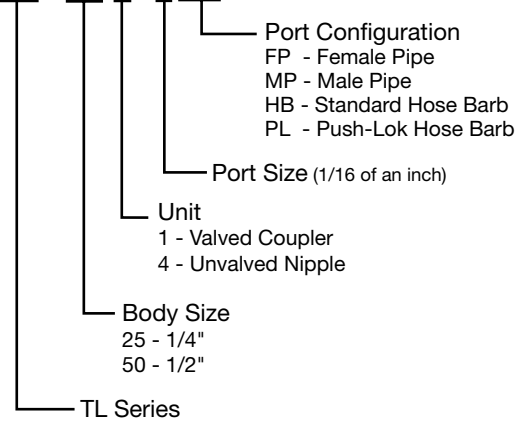 Port Configuration
FP - Female Pipe
MP - Male Pipe
HB - Standard Hose Barb
PL - Push-Lok Hose Barb
Port Size (1/16 of an inch)
Unit
1 - Valved Coupler
4 - Unvalved Nipple
Body Size
25 - 1/4"
50 - 1/2"
TL Series